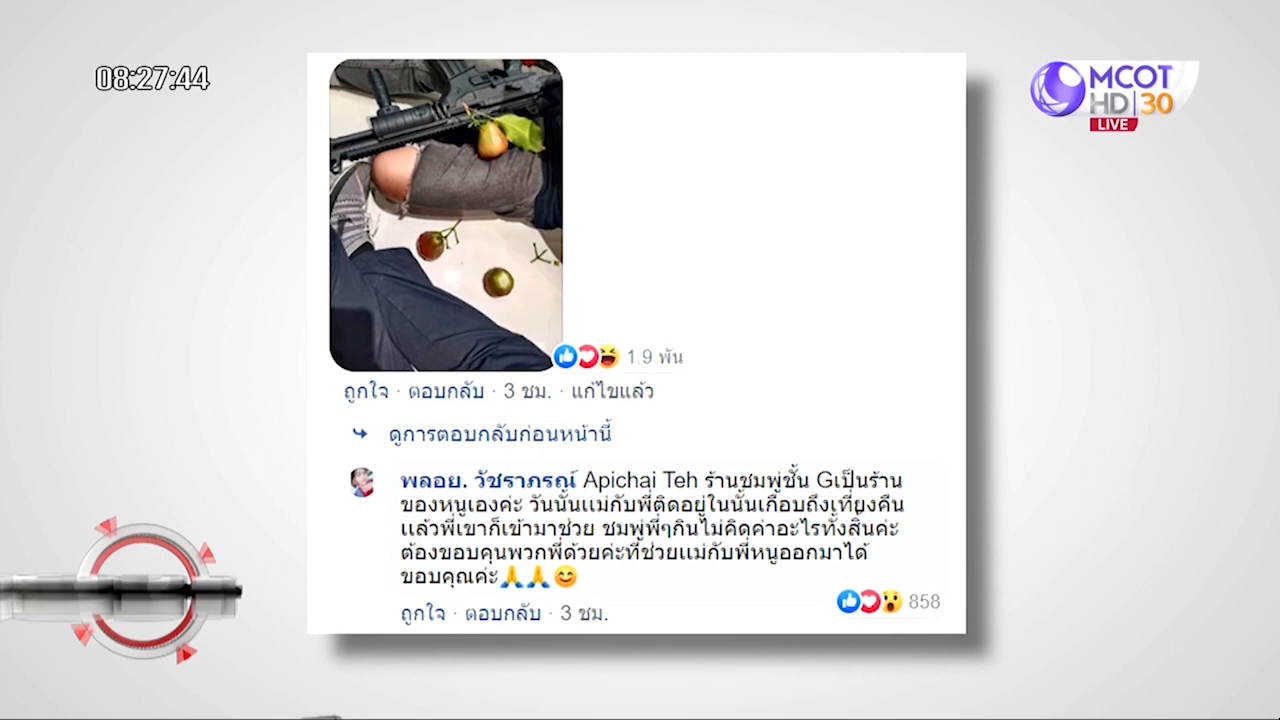 08:27:44
MCOT
HD 30
LIVE
1.9 พัน
ถูกใจ · ตอบกลับ · 3 ชม. · แก้ไขแล้ว
ดูการตอบกลับก่อนหน้านี้
พลอย. วัชราภรณ์ Apichai Teh ร้านชมพู่ชั้น Gเป็นร้าน
ของหนูเองค่ะ วันนั้นแม่กับพี่ติดอยู่ในนั้นเกือบถึงเที่ยงคืน
แล้วพี่เขาก็เข้ามาช่วย ชมพู่พี่ๆกินไม่คิดค่าอะไรทั้งสิ้นค่ะ
ต้องขอบคุนพวกพี่ด้วยค่ะที่ช่วยแม่กับพี่หนูออกมาได้
ขอบคุณค่ะ🙏🙏😊
858
ถูกใจ · ตอบกลับ · 3 ชม.